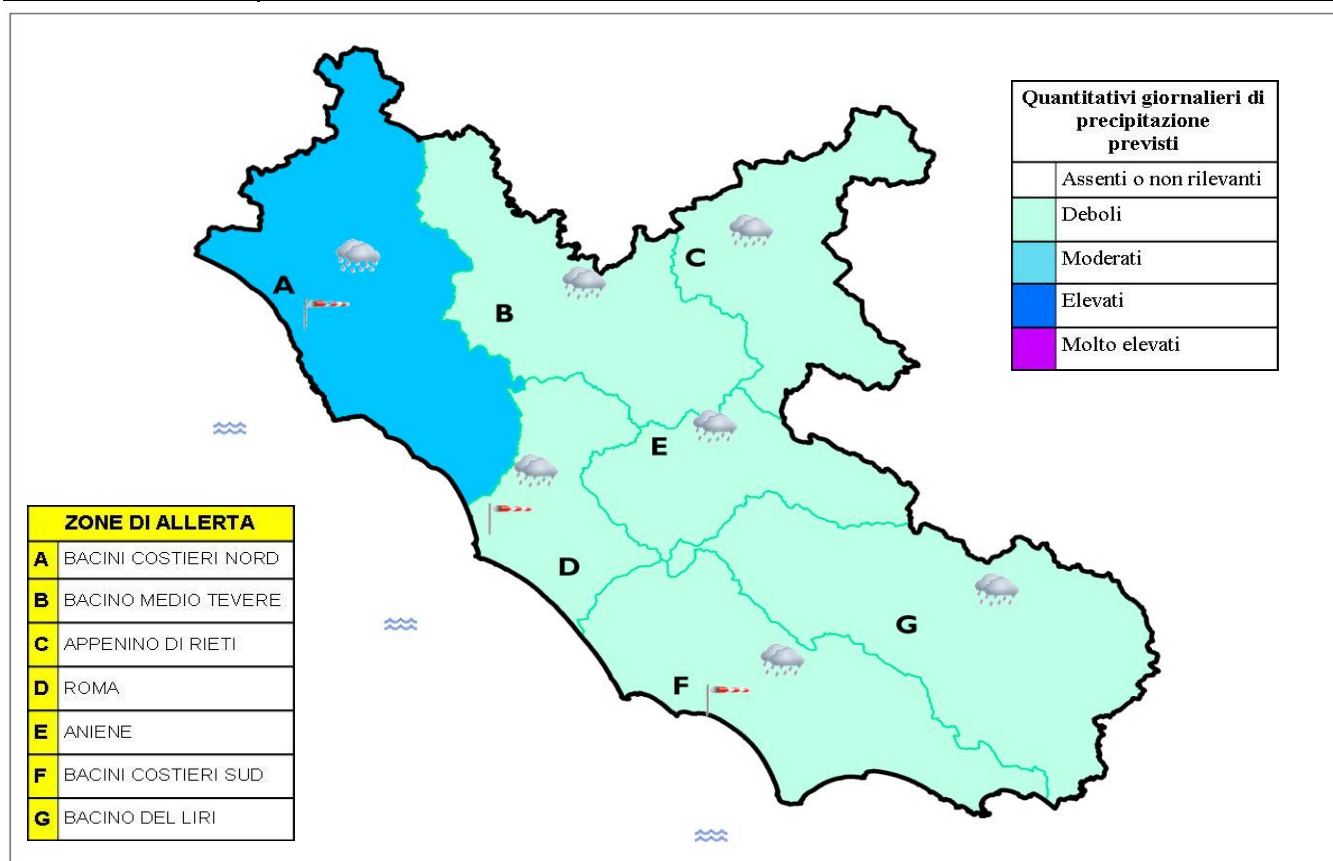 Quantitativi giornalieri di
precipitazione
previsti
Assenti o non rilevanti
Deboli
Moderati
Elevati
Molto elevati
A
B
C
E
D
F
G
ZONE DI ALLERTA
A BACINI COSTIERI NORD
B BACINO MEDIO TEVERE
C APPENINO DI RIETI
D ROMA
E ANIENE
F BACINI COSTIERI SUD
G BACINO DEL LIRI